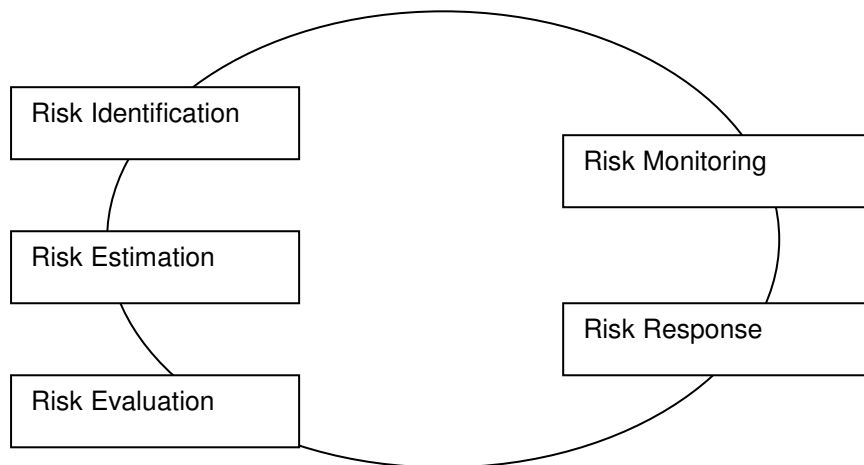 Risk Identification
Risk Monitoring
Risk Estimation
Risk Response
Risk Evaluation